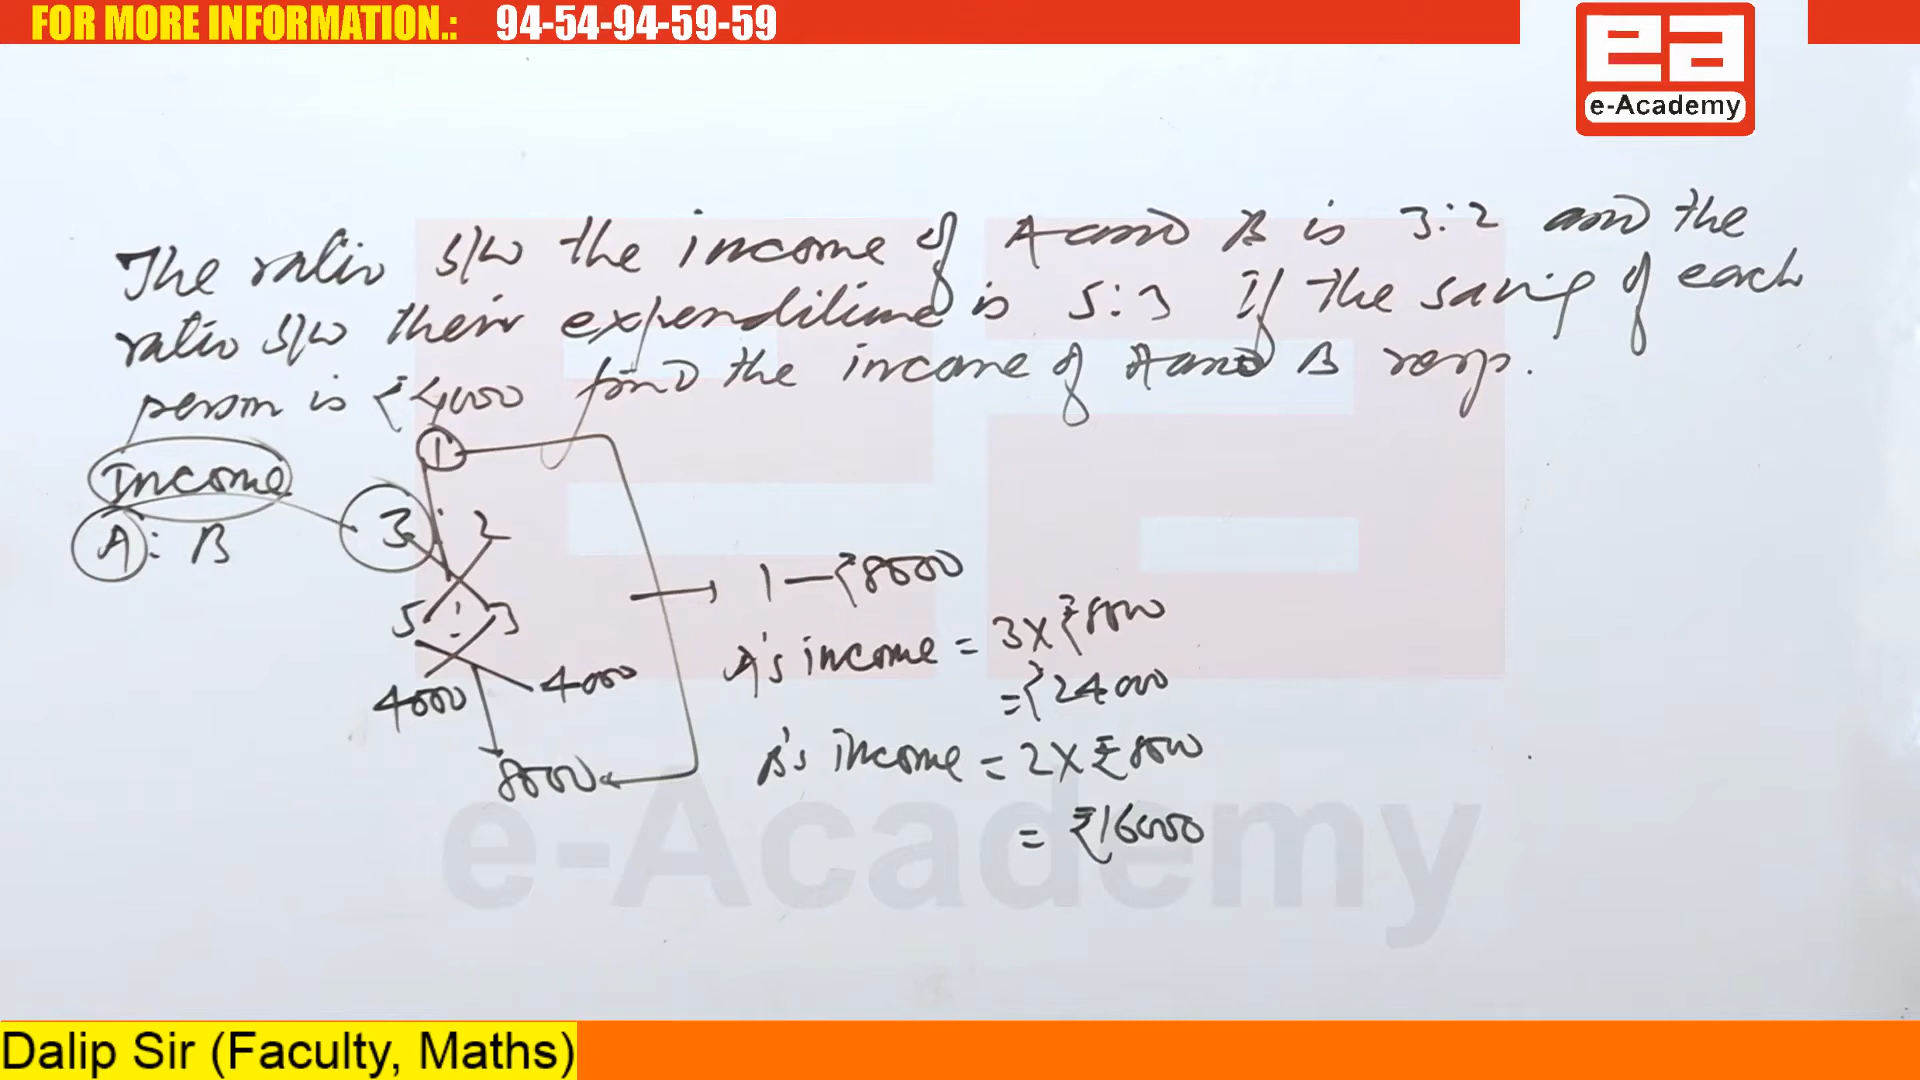 FOR MORE INFORMATION.: 94-54-94-59-59
ea
e-Academy
The ratio b/w the income of A and B is 3:2 and the
ratio b/w their expenditure is 5:3 If the saving of each
person is ₹4000 find the income of A and B resp.
Income
A : B
1
3 : 2
5 : 3
4000 4000
8000
1 — ₹8000
A's income = 3 x ₹8000
= ₹24000
B's income = 2 x ₹8000
= ₹16000
e-Academy
Dalip Sir (Faculty, Maths)